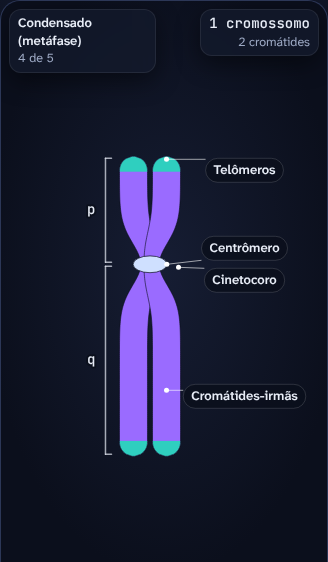 Condensado
(metáfase)
4 de 5
1 cromossomo
2 cromátides
Telômeros
p
Centrômero
Cinetocoro
q
Cromátides-irmãs